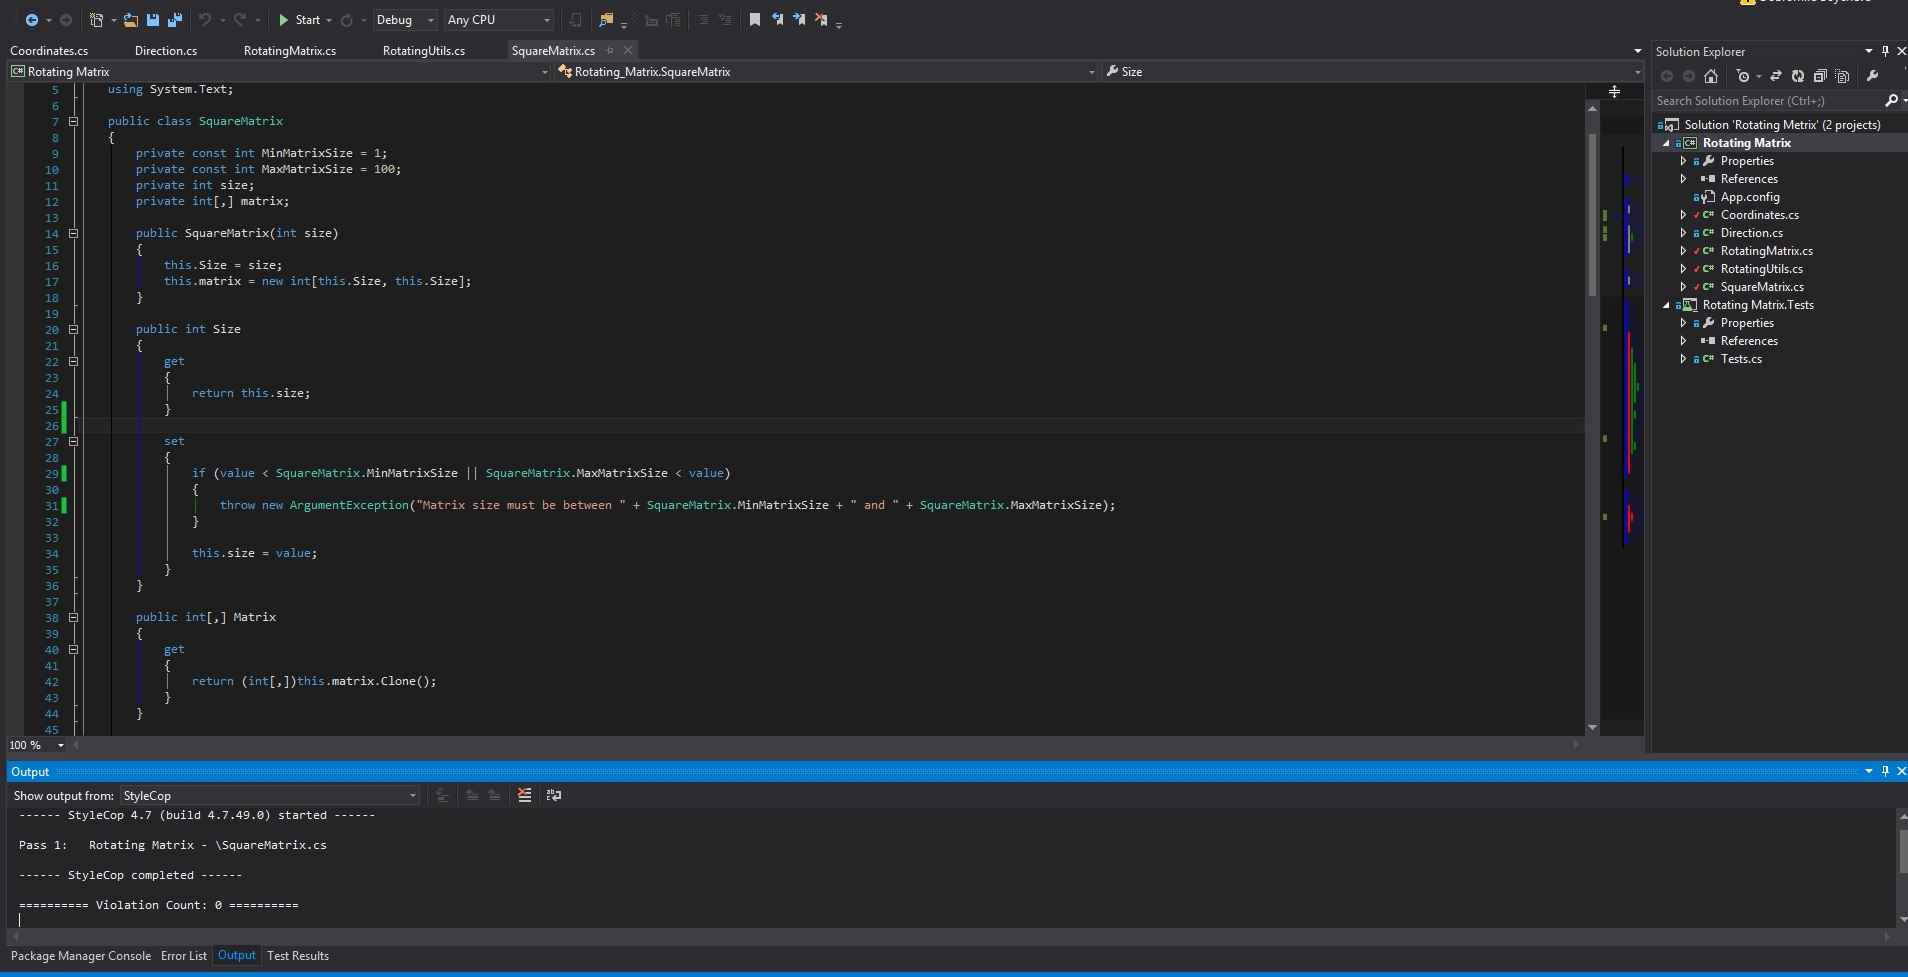 Start Debug Any CPU
Coordinates.cs Direction.cs RotatingMatrix.cs RotatingUtils.cs SquareMatrix.cs
C# Rotating Matrix Rotating_Matrix.SquareMatrix Size
5 using System.Text;
6
7 public class SquareMatrix
8 {
9 private const int MinMatrixSize = 1;
10 private const int MaxMatrixSize = 100;
11 private int size;
12 private int[,] matrix;
13
14 public SquareMatrix(int size)
15 {
16 this.Size = size;
17 this.matrix = new int[this.Size, this.Size];
18 }
19
20 public int Size
21 {
22 get
23 {
24 return this.size;
25 }
26
27 set
28 {
29 if (value < SquareMatrix.MinMatrixSize || SquareMatrix.MaxMatrixSize < value)
30 {
31 throw new ArgumentException("Matrix size must be between " + SquareMatrix.MinMatrixSize + " and " + SquareMatrix.MaxMatrixSize);
32 }
33
34 this.size = value;
35 }
36 }
37
38 public int[,] Matrix
39 {
40 get
41 {
42 return (int[,])this.matrix.Clone();
43 }
44 }
45
100 %
Solution Explorer
Search Solution Explorer (Ctrl+;)
Solution 'Rotating Metrix' (2 projects)
C# Rotating Matrix
Properties
References
App.config
C# Coordinates.cs
C# Direction.cs
C# RotatingMatrix.cs
C# RotatingUtils.cs
C# SquareMatrix.cs
Rotating Matrix.Tests
Properties
References
C# Tests.cs
Output
Show output from: StyleCop
------ StyleCop 4.7 (build 4.7.49.0) started ------
Pass 1: Rotating Matrix - \SquareMatrix.cs
------ StyleCop completed ------
========== Violation Count: 0 ==========
Package Manager Console Error List Output Test Results